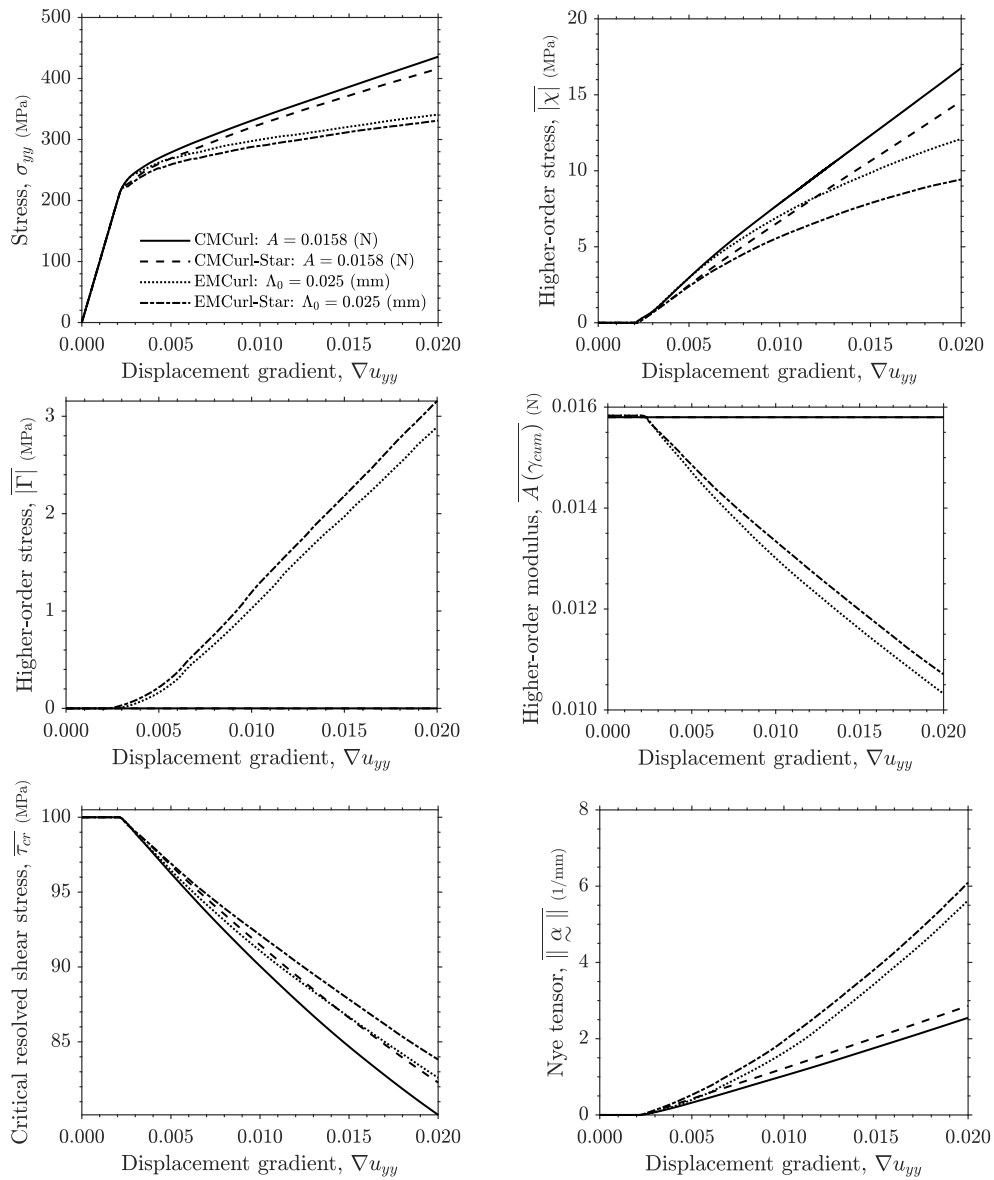 500
400
300
200
100
0
Stress, σyy (MPa)
CMCurl: A = 0.0158 (N)
CMCurl-Star: A = 0.0158 (N)
EMCurl: Λ0 = 0.025 (mm)
EMCurl-Star: Λ0 = 0.025 (mm)
0.000 0.005 0.010 0.015 0.020
Displacement gradient, ∇uyy
20
15
10
5
0
Higher-order stress, |χ| (MPa)
0.000 0.005 0.010 0.015 0.020
Displacement gradient, ∇uyy
3
2
1
0
Higher-order stress, |Γ| (MPa)
0.000 0.005 0.010 0.015 0.020
Displacement gradient, ∇uyy
0.016
0.014
0.012
0.010
Higher-order modulus, A (γcum) (N)
0.000 0.005 0.010 0.015 0.020
Displacement gradient, ∇uyy
100
95
90
85
Critical resolved shear stress, τcr (MPa)
0.000 0.005 0.010 0.015 0.020
Displacement gradient, ∇uyy
8
6
4
2
0
Nye tensor, || α || (1/mm)
0.000 0.005 0.010 0.015 0.020
Displacement gradient, ∇uyy